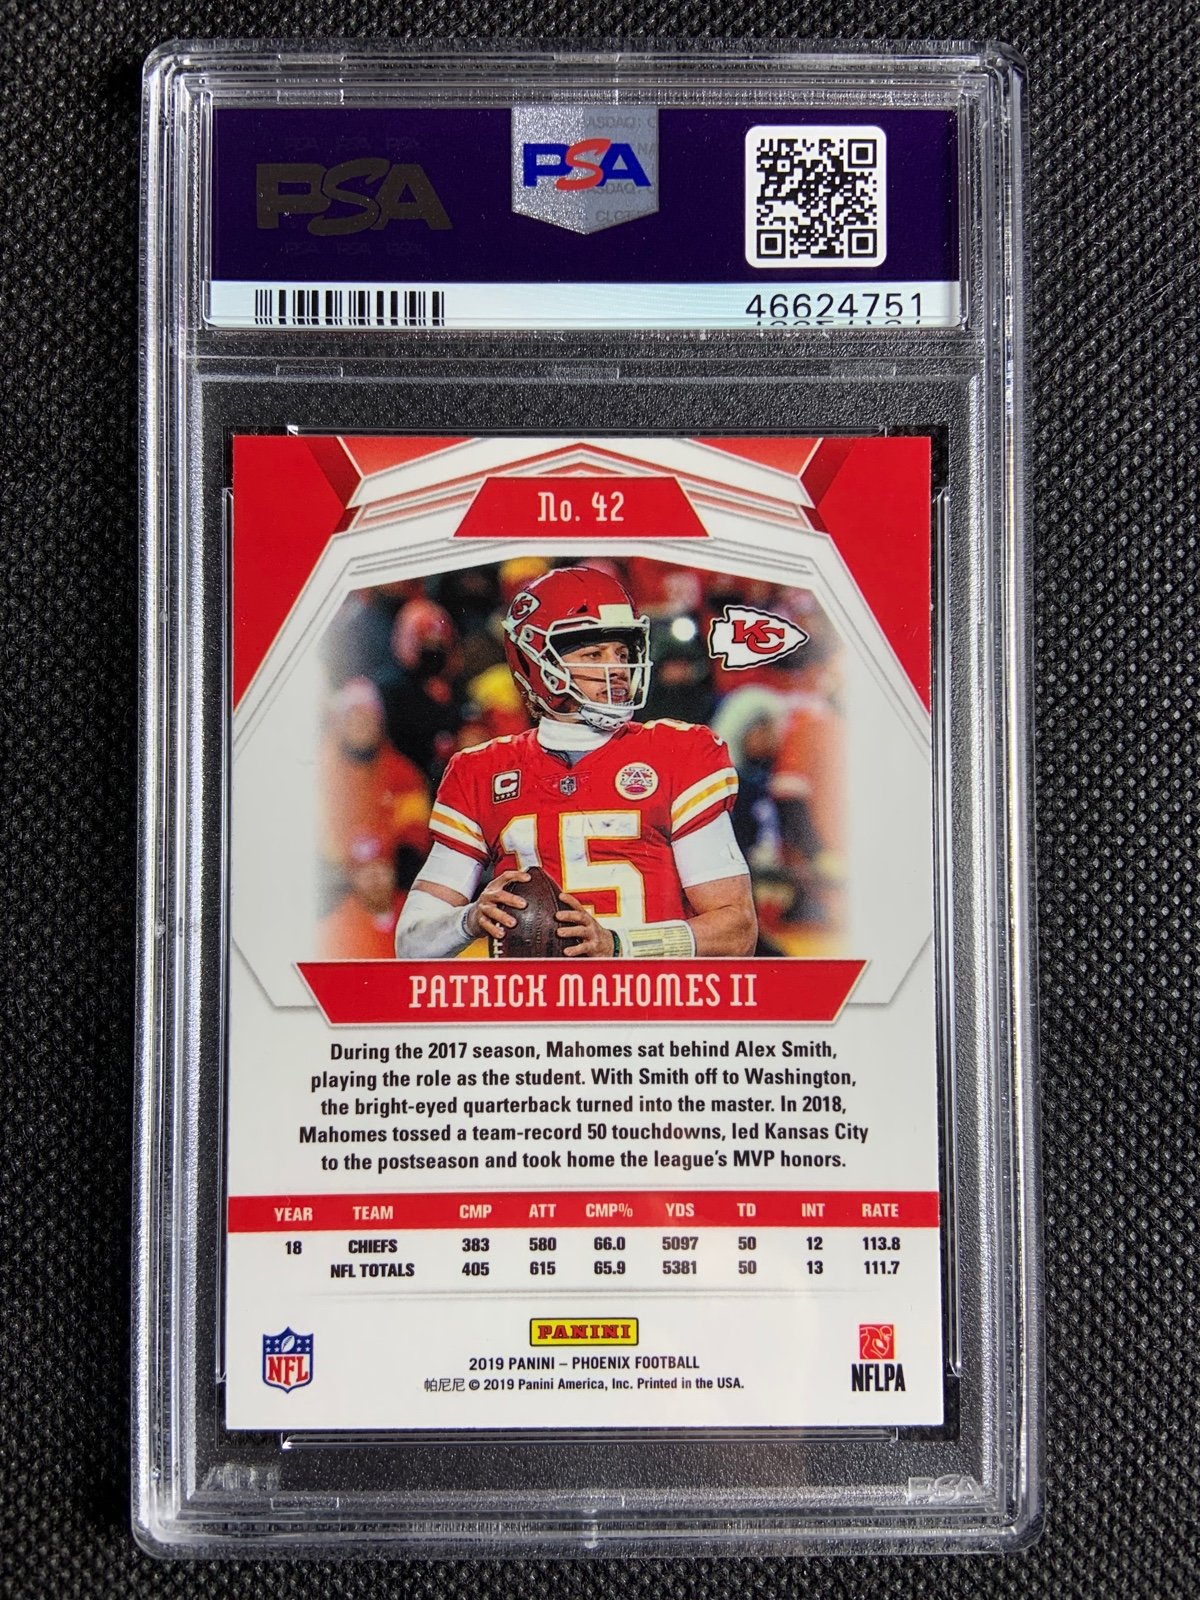 PSA
PSA
46624751
No. 42
KC
C
15
PATRICK MAHOMES II
During the 2017 season, Mahomes sat behind Alex Smith,
playing the role as the student. With Smith off to Washington,
the bright-eyed quarterback turned into the master. In 2018,
Mahomes tossed a team-record 50 touchdowns, led Kansas City
to the postseason and took home the league's MVP honors.
YEAR TEAM CMP ATT CMP% YDS TD INT RATE
18 CHIEFS 383 580 66.0 5097 50 12 113.8
NFL TOTALS 405 615 65.9 5381 50 13 111.7
PANINI
NFL
2019 PANINI – PHOENIX FOOTBALL
帕尼尼 © 2019 Panini America, Inc. Printed in the USA.
NFLPA
PSA